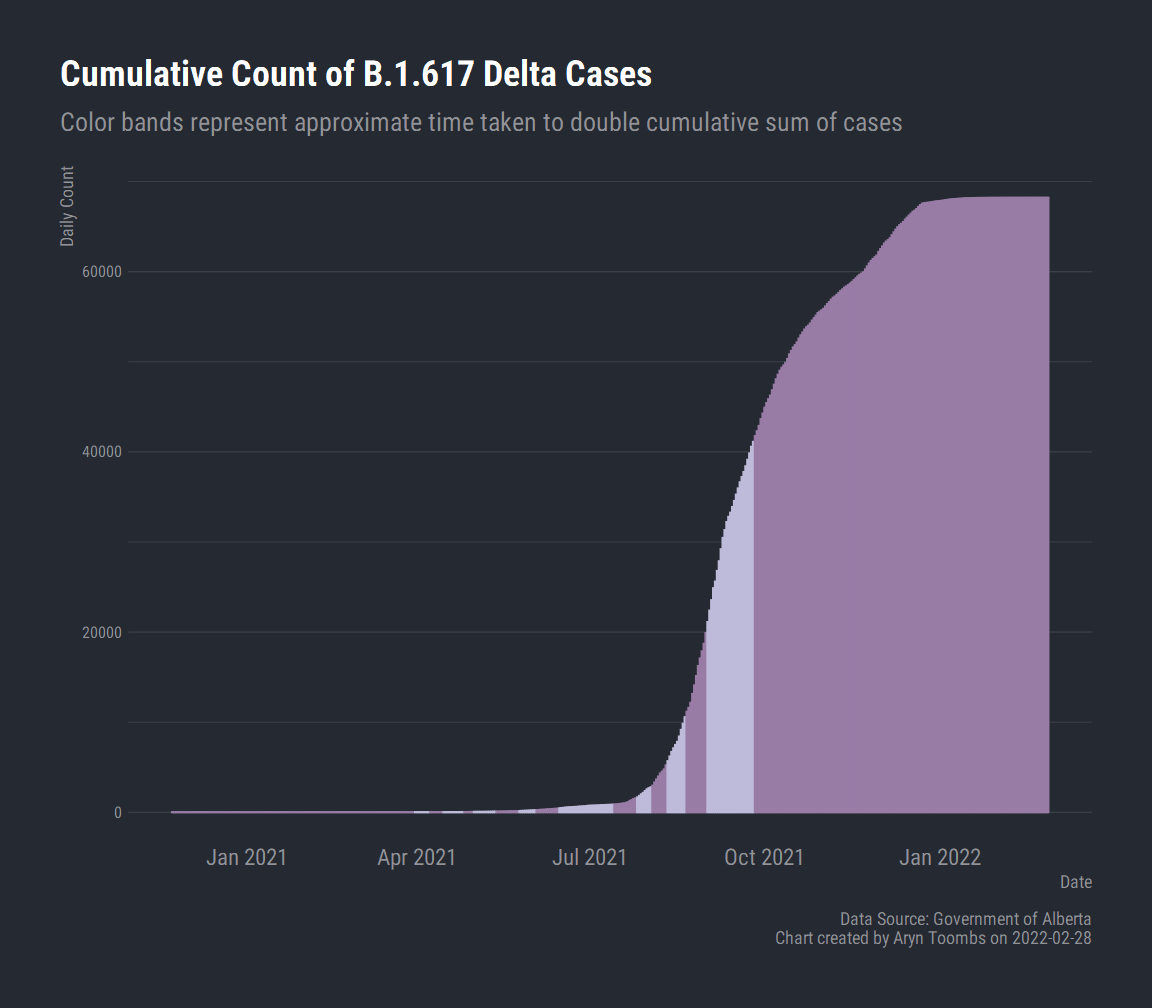 Cumulative Count of B.1.617 Delta Cases
Color bands represent approximate time taken to double cumulative sum of cases
Daily Count
60000
40000
20000
0
Jan 2021
Apr 2021
Jul 2021
Oct 2021
Jan 2022
Date
Data Source: Government of Alberta
Chart created by Aryn Toombs on 2022-02-28